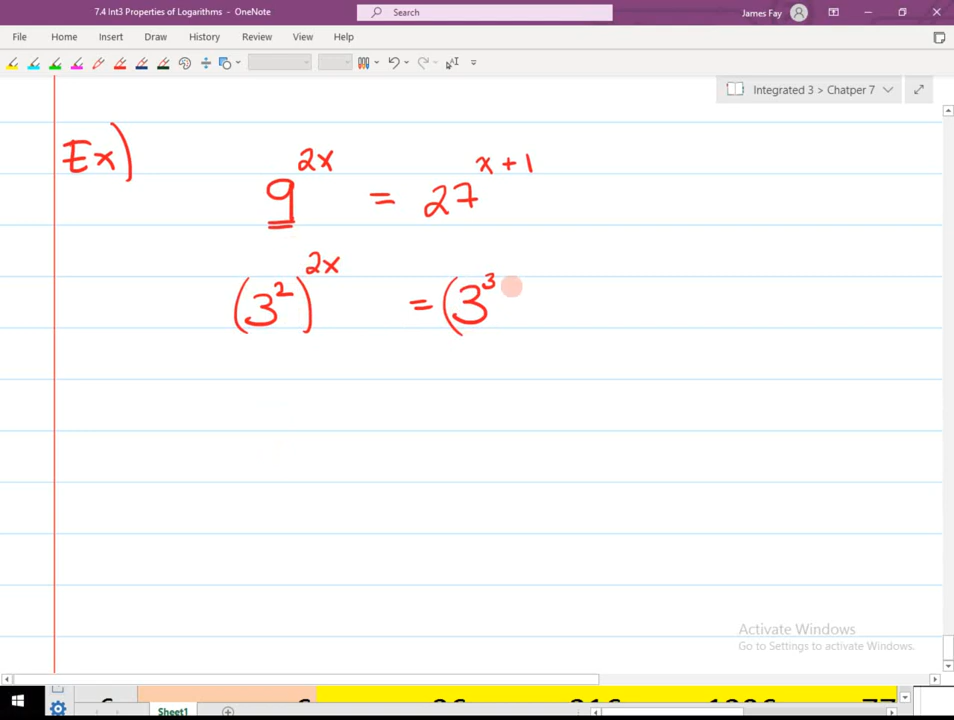 7.4 Int3 Properties of Logarithms - OneNote
Search
James Fay
File Home Insert Draw History Review View Help
Integrated 3 > Chatper 7
Ex) 9^{2x} = 27^{x + 1}
(3^2)^{2x} = (3^3
Activate Windows
Go to Settings to activate Windows.
Sheet1